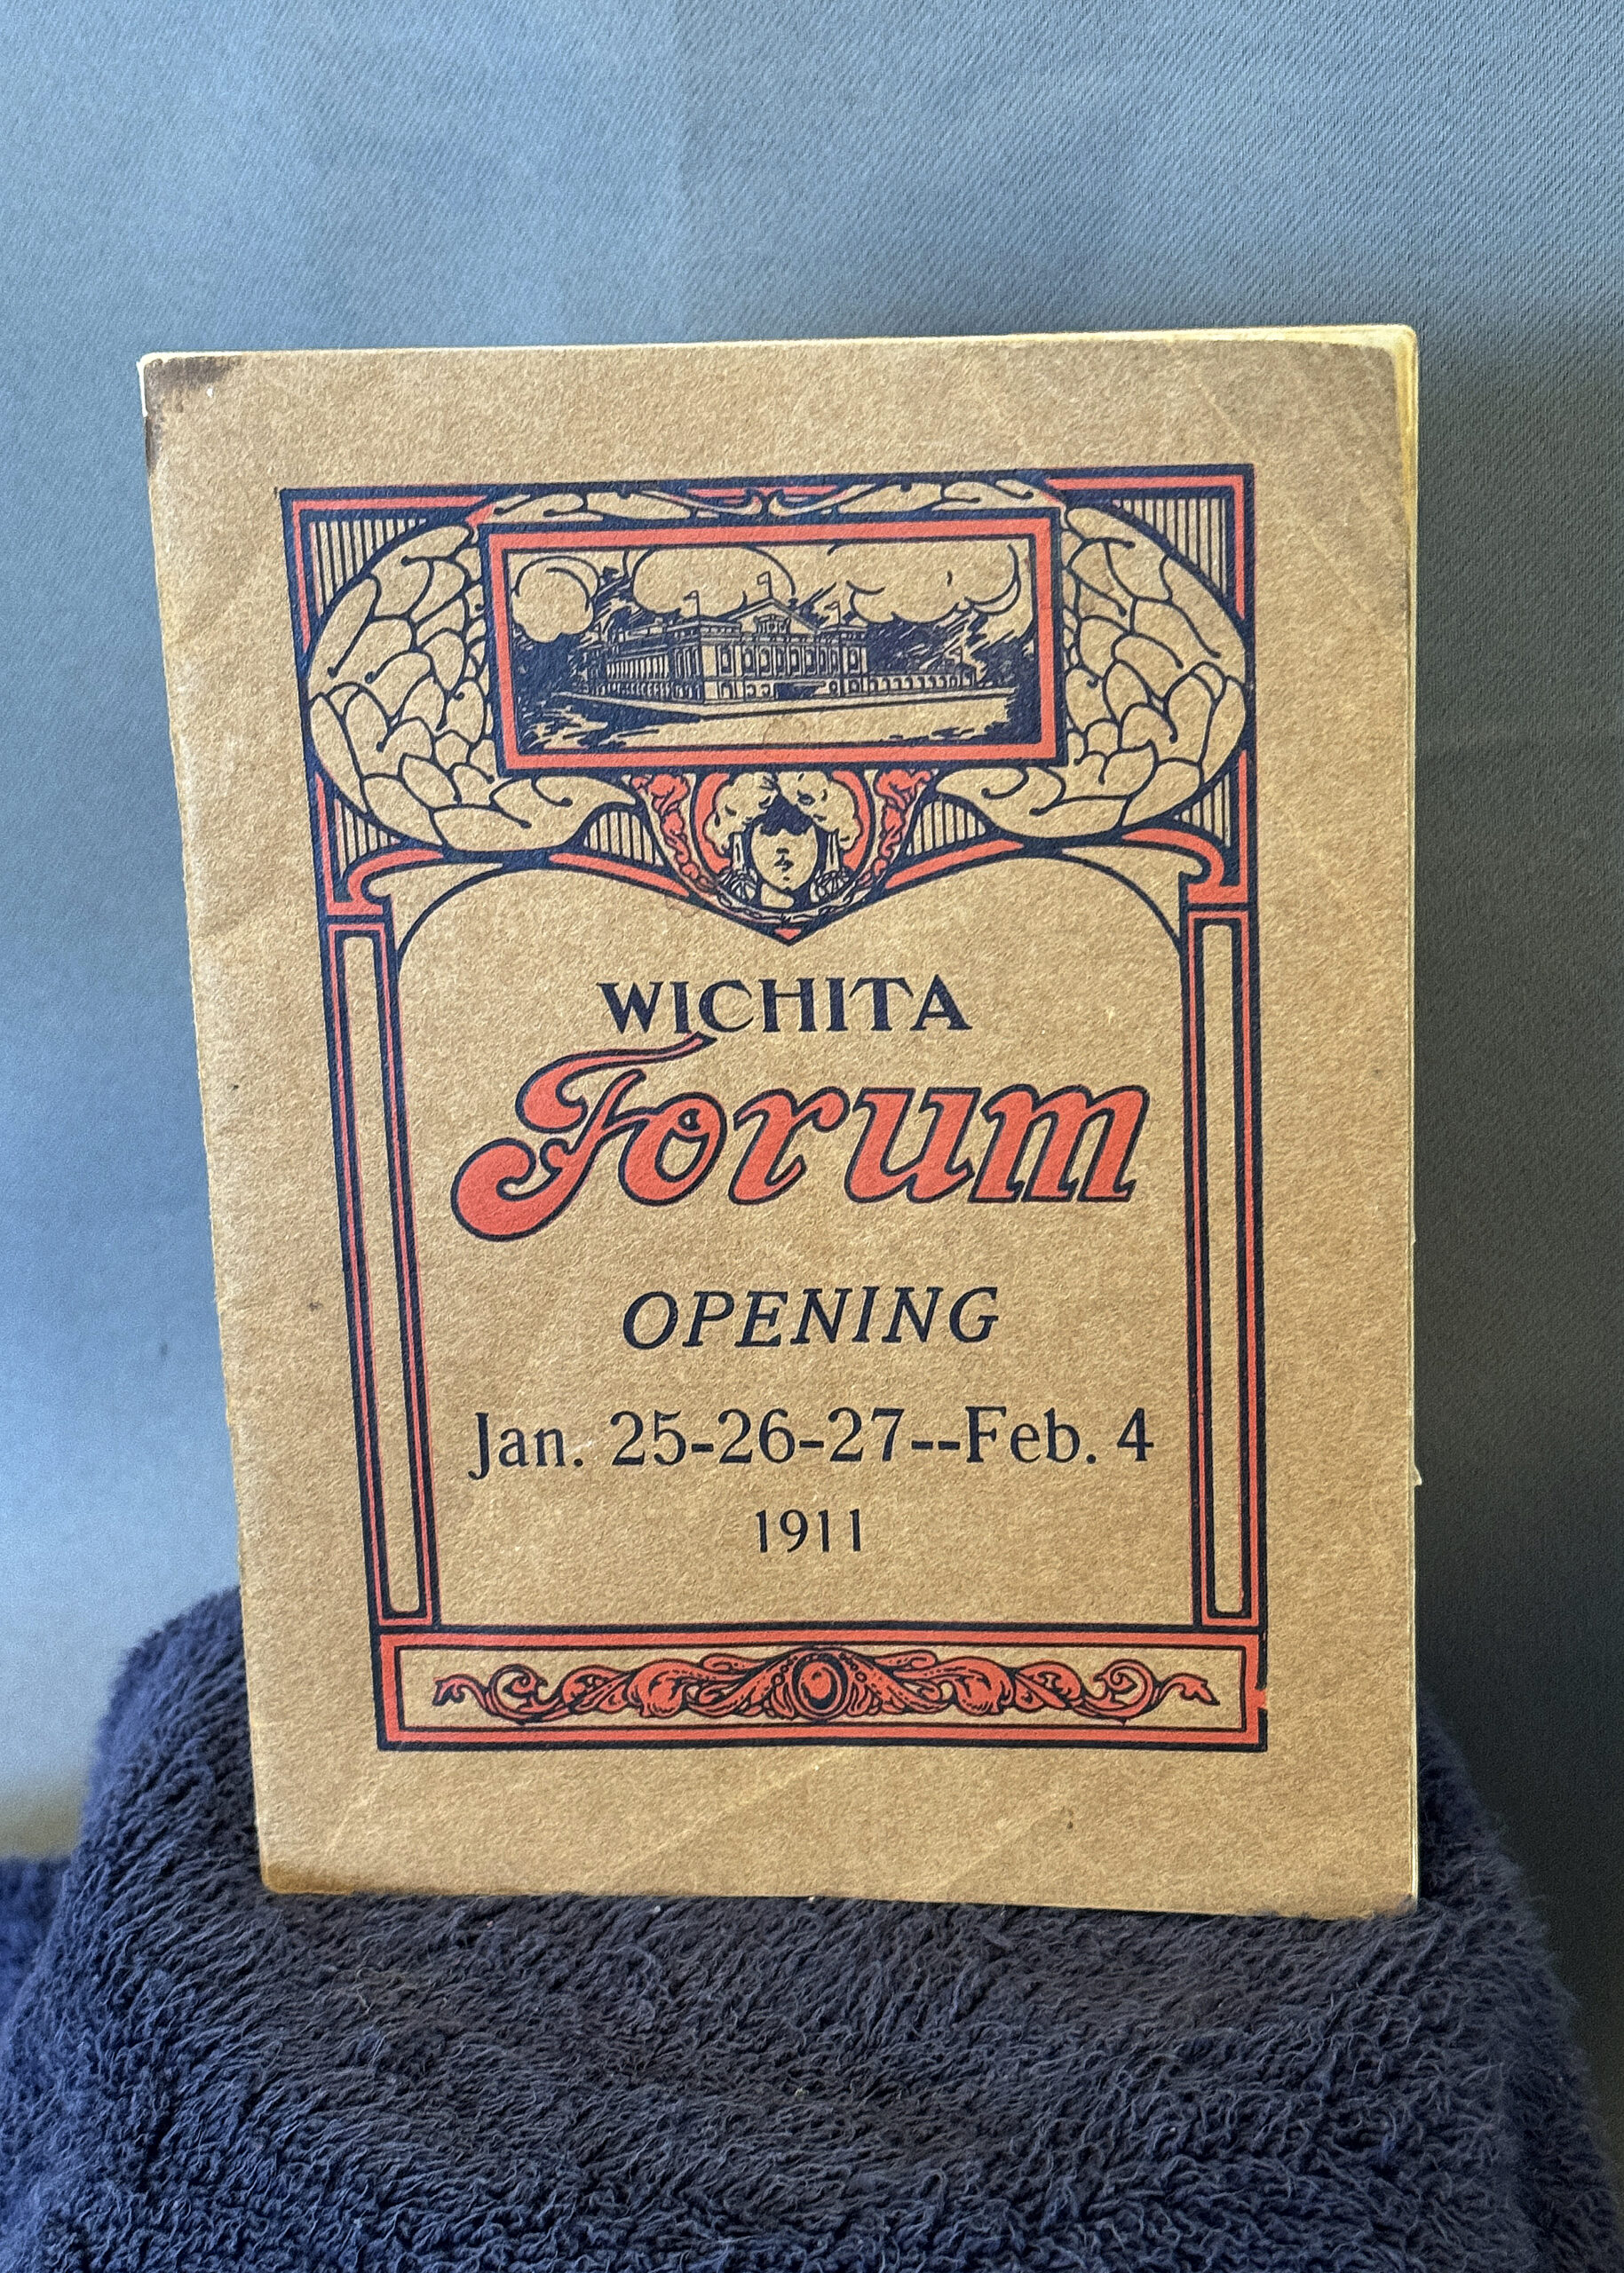 WICHITA
Forum
OPENING
Jan. 25-26-27--Feb. 4
1911